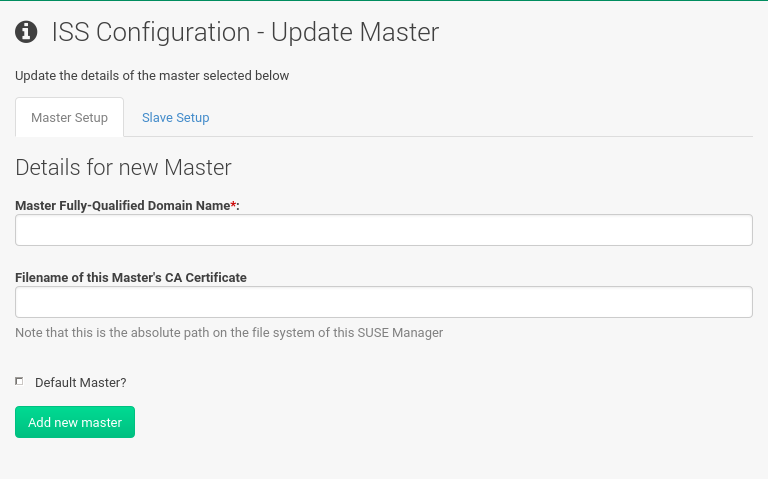 ISS Configuration - Update Master
Update the details of the master selected below
Master Setup
Slave Setup
Details for new Master
Master Fully-Qualified Domain Name*:
Filename of this Master's CA Certificate
Note that this is the absolute path on the file system of this SUSE Manager
Default Master?
Add new master